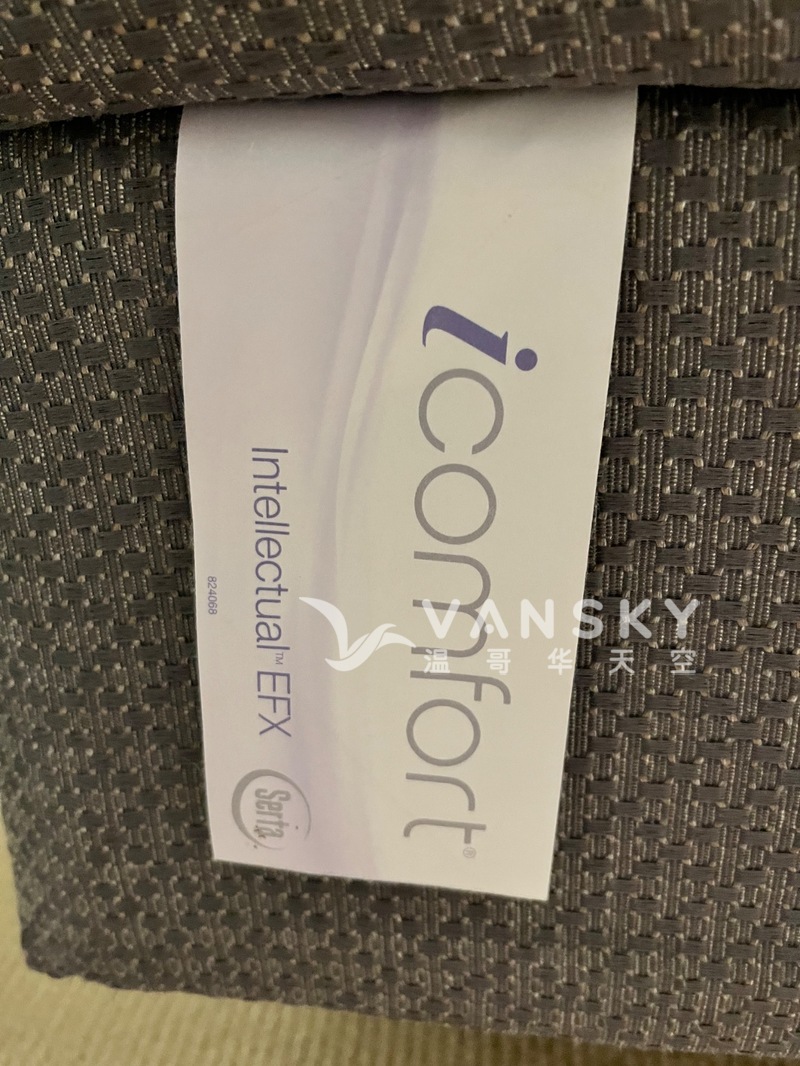 icomfort®
Intellectual™ EFX
Serta®
824068
VANSKY
温哥华天空